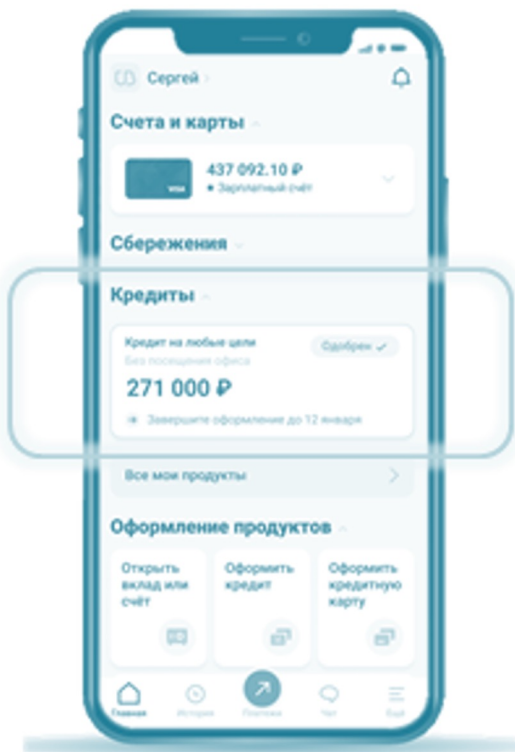 Сергей
Счета и карты
437 092.10 ₽
VISA
• Зарплатный счёт
Сбережения
Кредиты
Кредит на любые цели
Одобрен
Без посещения офиса
271 000 ₽
Завершите оформление до 12 января
Все мои продукты
Оформление продуктов
Открыть
вклад или
счёт
Оформить
кредит
Оформить
кредитную
карту
Главная
История
Платежи
Чат
Ещё